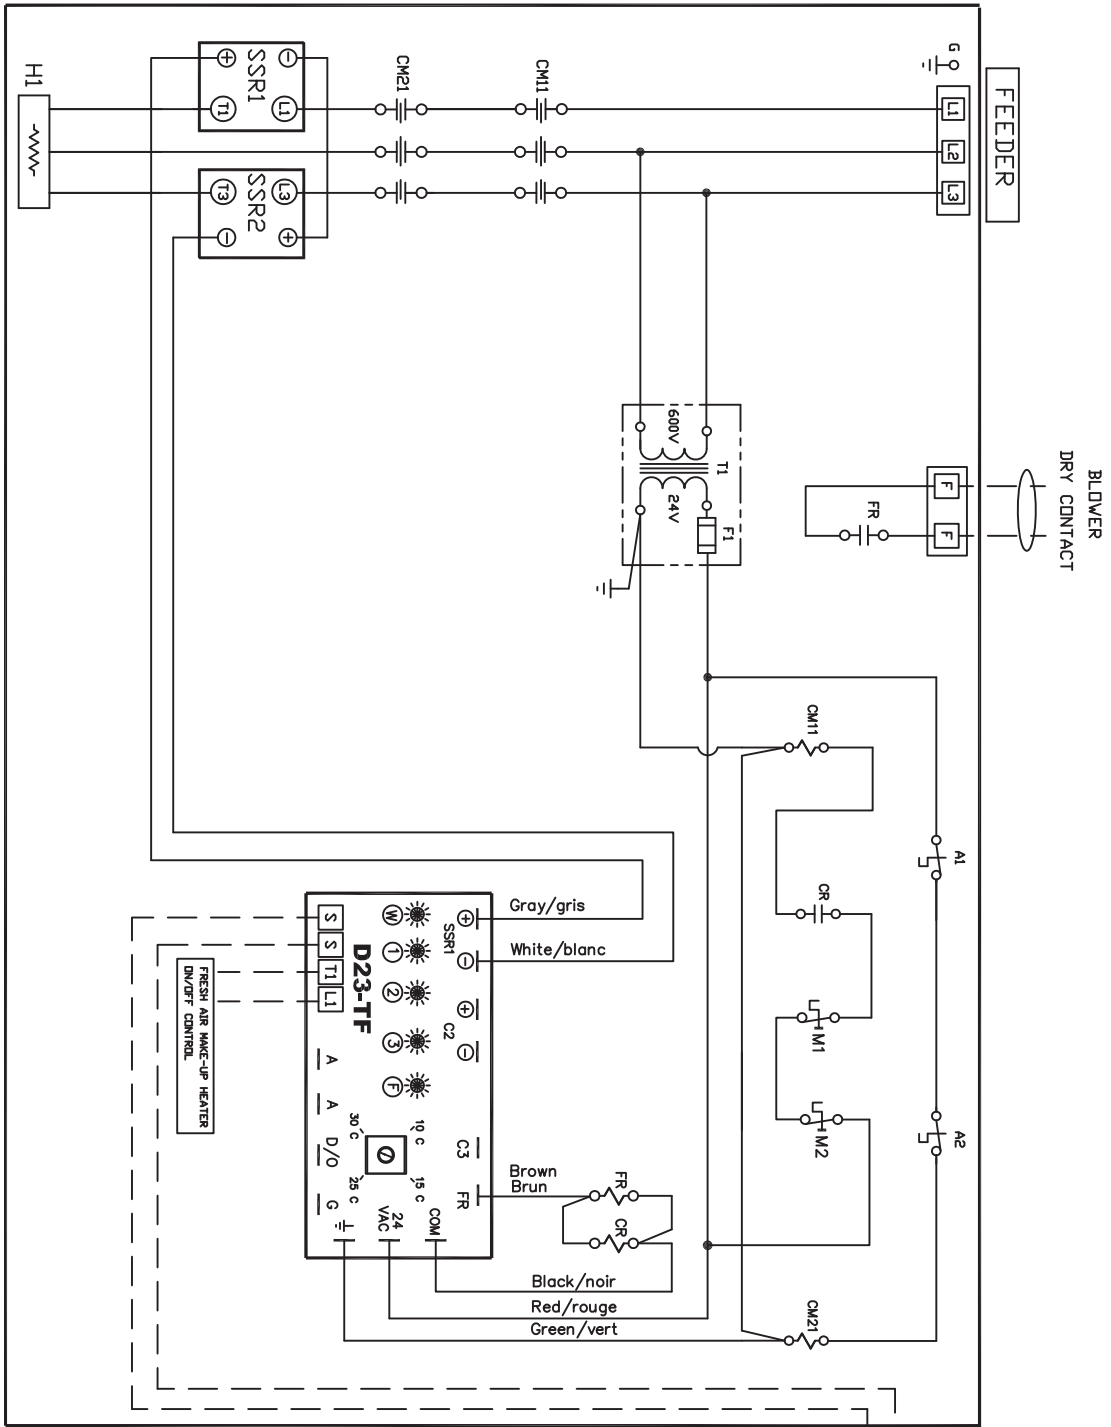 FEEDER
G
L1
L2
L3
BLOWER
DRY CONTACT
F
F
FR
CM21
CM11
SSR1
+
-
T1
L1
SSR2
T3
L3
-
+
H1
T1
600V
24V
F1
A1
A2
CM11
CR
M1
M2
CM21
Gray/gris
White/blanc
Brown
Brun
FR
CR
Black/noir
Red/rouge
Green/vert
SSR1
+
-
C2
+
-
C3
FR
COM
24
VAC
W
1
2
3
F
D23-TF
10 C
15 C
25 C
30 C
S
S
T1
L1
A
A
D/O
G
FRESH AIR MAKE-UP HEATER
ON/OFF CONTROL